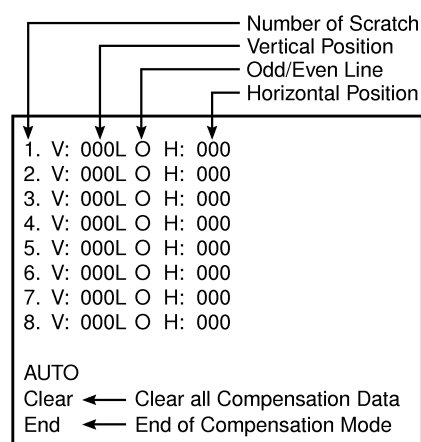 Number of Scratch
Vertical Position
Odd/Even Line
Horizontal Position
1. V: 000L O H: 000
2. V: 000L O H: 000
3. V: 000L O H: 000
4. V: 000L O H: 000
5. V: 000L O H: 000
6. V: 000L O H: 000
7. V: 000L O H: 000
8. V: 000L O H: 000
AUTO
Clear Clear all Compensation Data
End End of Compensation Mode